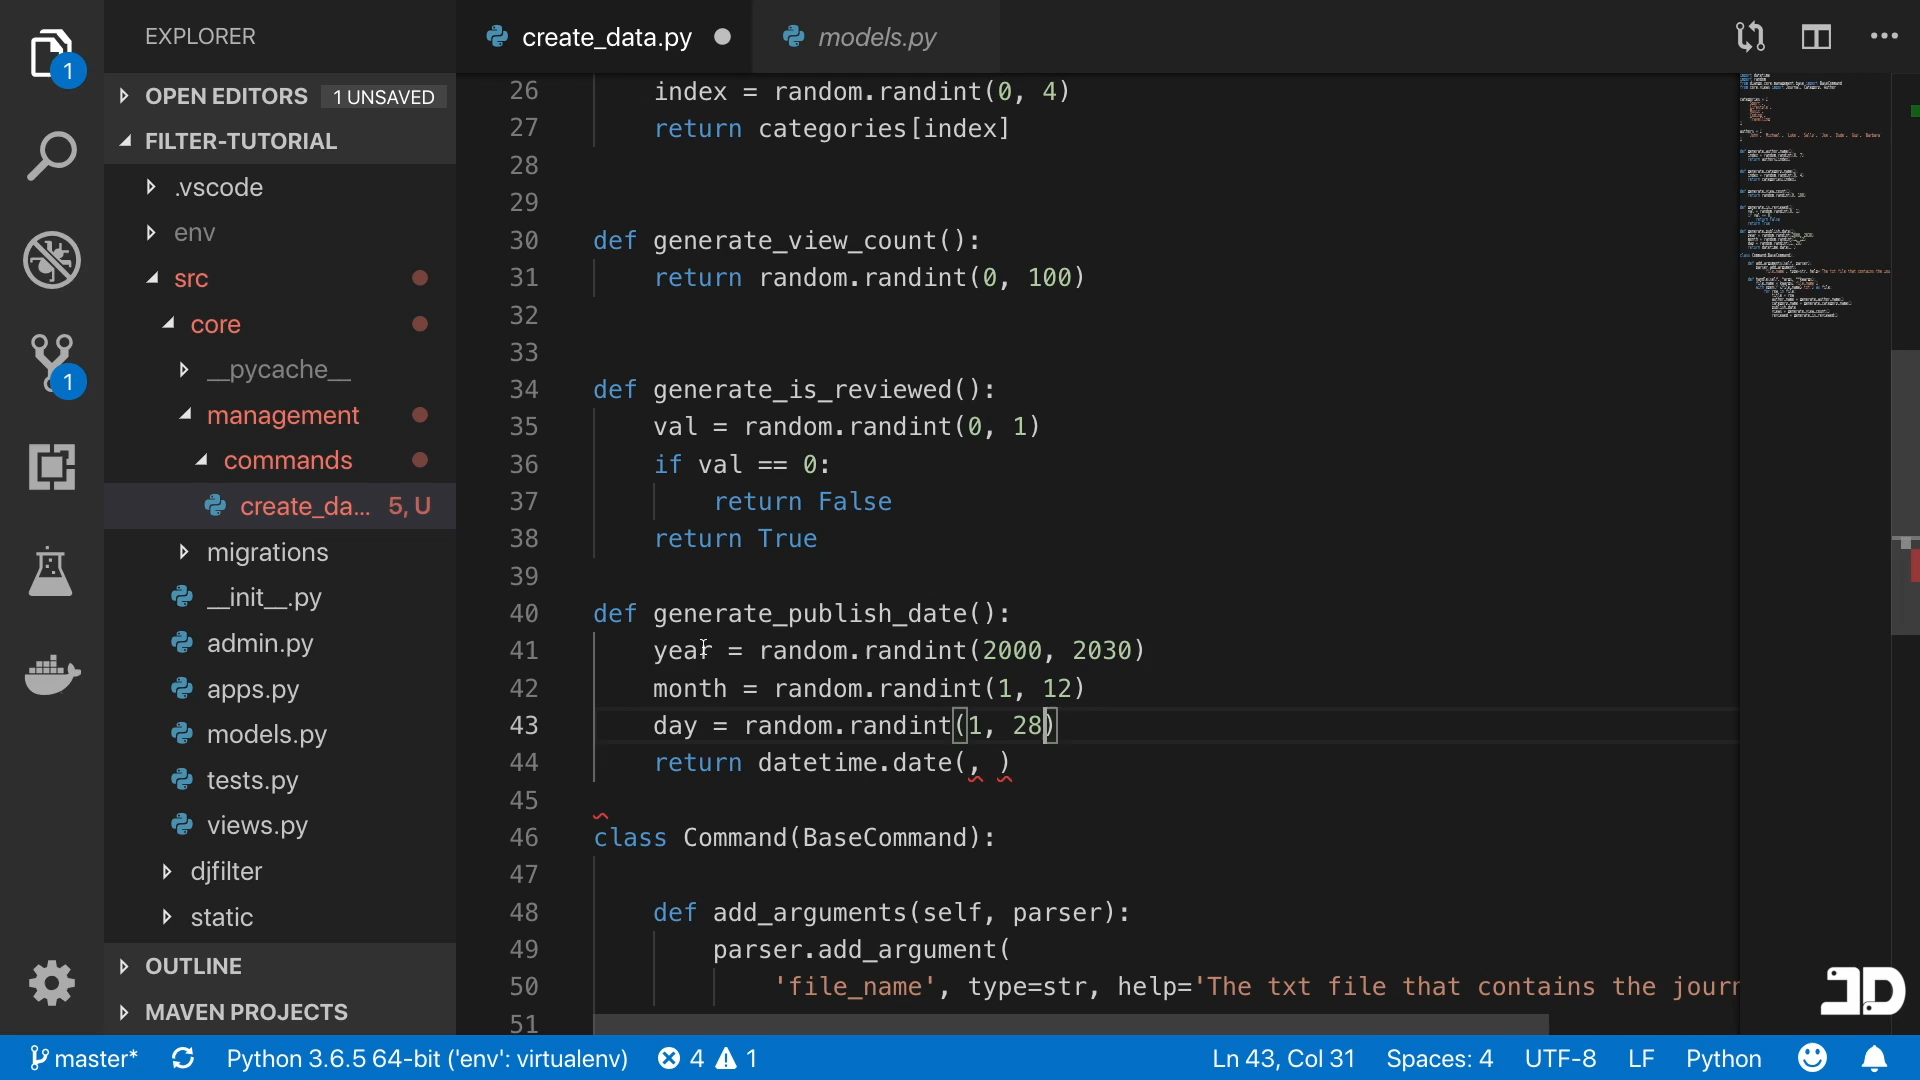 EXPLORER
1
OPEN EDITORS 1 UNSAVED
FILTER-TUTORIAL
.vscode
env
src
core
__pycache__
management
commands
create_da... 5, U
migrations
__init__.py
admin.py
apps.py
models.py
tests.py
views.py
djfilter
static
OUTLINE
MAVEN PROJECTS
1
create_data.py
models.py
26 index = random.randint(0, 4)
27 return categories[index]
28
29
30 def generate_view_count():
31 return random.randint(0, 100)
32
33
34 def generate_is_reviewed():
35 val = random.randint(0, 1)
36 if val == 0:
37 return False
38 return True
39
40 def generate_publish_date():
41 year = random.randint(2000, 2030)
42 month = random.randint(1, 12)
43 day = random.randint(1, 28)
44 return datetime.date(, )
45
46 class Command(BaseCommand):
47
48 def add_arguments(self, parser):
49 parser.add_argument(
50 'file_name', type=str, help='The txt file that contains the journ
51
JD
master* Python 3.6.5 64-bit ('env': virtualenv) 4 1 Ln 43, Col 31 Spaces: 4 UTF-8 LF Python